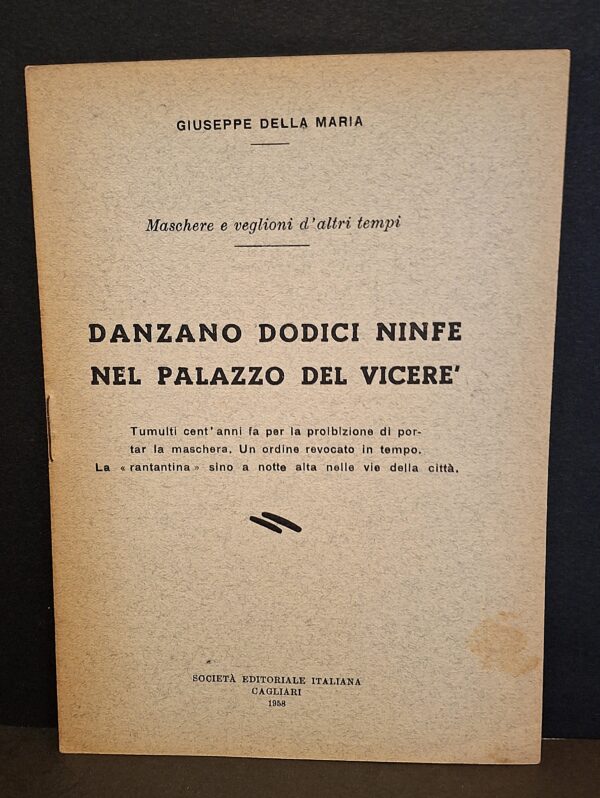 GIUSEPPE DELLA MARIA
Maschere e veglioni d'altri tempi
DANZANO DODICI NINFE
NEL PALAZZO DEL VICERE'
Tumulti cent'anni fa per la proibizione di por-
tar la maschera. Un ordine revocato in tempo.
La « rantantina » sino a notte alta nelle vie della città.
SOCIETÀ EDITORIALE ITALIANA
CAGLIARI
1958